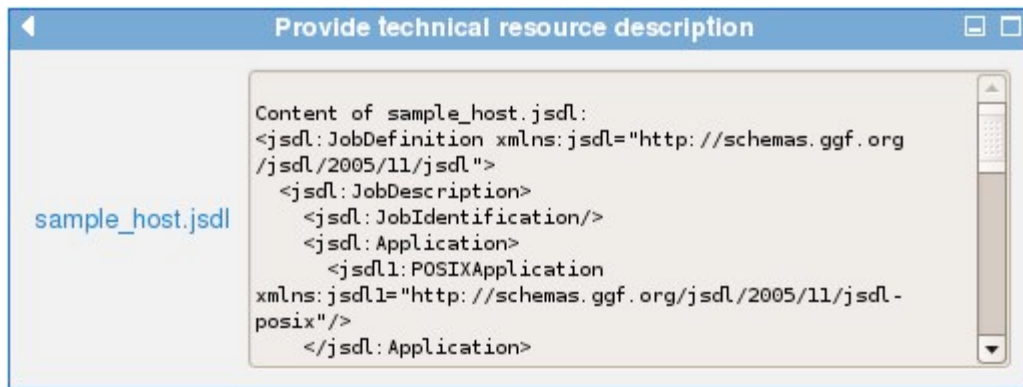 Provide technical resource description
sample_host.jsdl
Content of sample_host.jsdl:
<jsdl:JobDefinition xmlns:jsdl="http://schemas.ggf.org
/jsdl/2005/11/jsdl">
  <jsdl:JobDescription>
    <jsdl:JobIdentification/>
    <jsdl:Application>
      <jsdl1:POSIXApplication
xmlns:jsdl1="http://schemas.ggf.org/jsdl/2005/11/jsdl-
posix"/>
    </jsdl:Application>